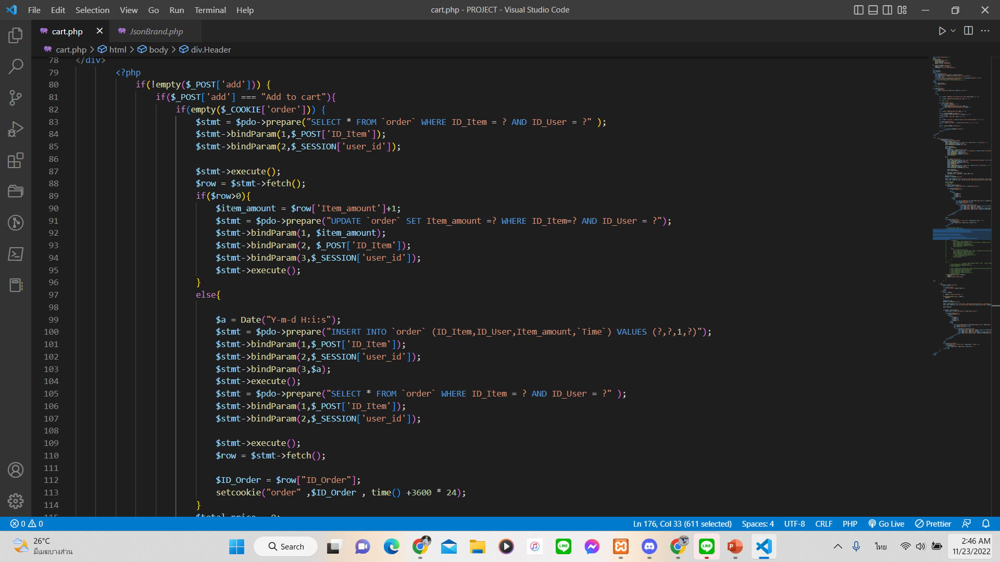 File Edit Selection View Go Run Terminal Help
cart.php - PROJECT - Visual Studio Code
cart.php
JsonBrand.php
cart.php > html > body > div.Header
78 </div>
79 <?php
80 if(!empty($_POST['add'])) {
81 if($_POST['add'] === "Add to cart"){
82 if(empty($_COOKIE['order'])) {
83 $stmt = $pdo->prepare("SELECT * FROM `order` WHERE ID_Item = ? AND ID_User = ?" );
84 $stmt->bindParam(1,$_POST['ID_Item']);
85 $stmt->bindParam(2,$_SESSION['user_id']);
86
87 $stmt->execute();
88 $row = $stmt->fetch();
89 if($row>0){
90 $item_amount = $row['Item_amount']+1;
91 $stmt = $pdo->prepare("UPDATE `order` SET Item_amount =? WHERE ID_Item=? AND ID_User = ?");
92 $stmt->bindParam(1, $item_amount);
93 $stmt->bindParam(2, $_POST['ID_Item']);
94 $stmt->bindParam(3,$_SESSION['user_id']);
95 $stmt->execute();
96 }
97 else{
98
99 $a = Date("Y-m-d H:i:s");
100 $stmt = $pdo->prepare("INSERT INTO `order` (ID_Item,ID_User,Item_amount,`Time`) VALUES (?,?,1,?)");
101 $stmt->bindParam(1,$_POST['ID_Item']);
102 $stmt->bindParam(2,$_SESSION['user_id']);
103 $stmt->bindParam(3,$a);
104 $stmt->execute();
105 $stmt = $pdo->prepare("SELECT * FROM `order` WHERE ID_Item = ? AND ID_User = ?" );
106 $stmt->bindParam(1,$_POST['ID_Item']);
107 $stmt->bindParam(2,$_SESSION['user_id']);
108
109 $stmt->execute();
110 $row = $stmt->fetch();
111
112 $ID_Order = $row["ID_Order"];
113 setcookie("order" ,$ID_Order , time() +3600 * 24);
114 }
0 0
Ln 176, Col 33 (611 selected) Spaces: 4 UTF-8 CRLF PHP Go Live Prettier
26°C
มีเมฆบางส่วน
Search
LINE
LINE
ไทย
2:46 AM
11/23/2022